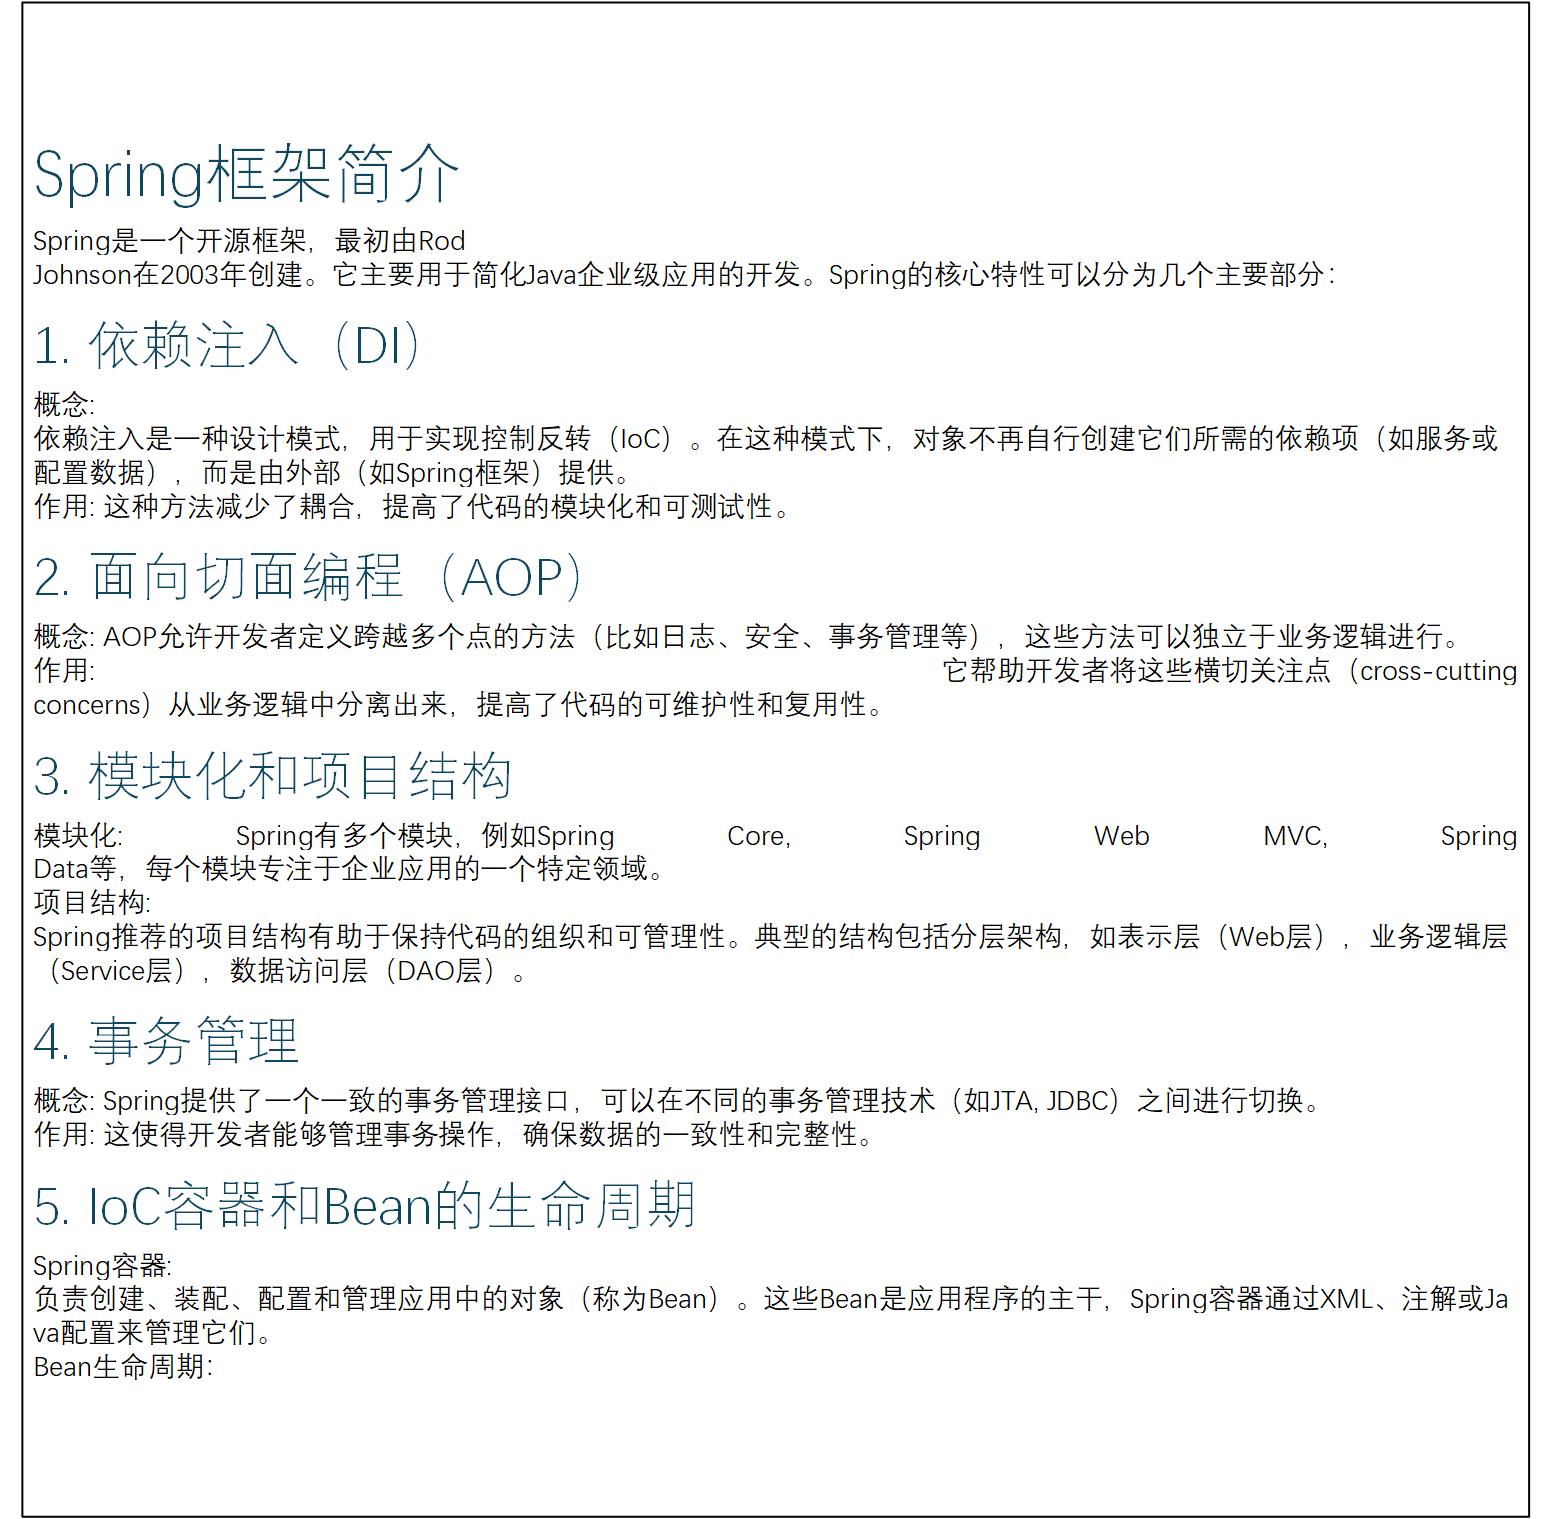 Spring框架简介
Spring是一个开源框架，最初由Rod
Johnson在2003年创建。它主要用于简化Java企业级应用的开发。Spring的核心特性可以分为几个主要部分：
1. 依赖注入（DI）
概念:
依赖注入是一种设计模式，用于实现控制反转（IoC）。在这种模式下，对象不再自行创建它们所需的依赖项（如服务或
配置数据），而是由外部（如Spring框架）提供。
作用: 这种方法减少了耦合，提高了代码的模块化和可测试性。
2. 面向切面编程（AOP）
概念: AOP允许开发者定义跨越多个点的方法（比如日志、安全、事务管理等），这些方法可以独立于业务逻辑进行。
作用: 它帮助开发者将这些横切关注点（cross-cutting
concerns）从业务逻辑中分离出来，提高了代码的可维护性和复用性。
3. 模块化和项目结构
模块化: Spring有多个模块，例如Spring Core, Spring Web MVC, Spring
Data等，每个模块专注于企业应用的一个特定领域。
项目结构:
Spring推荐的项目结构有助于保持代码的组织和可管理性。典型的结构包括分层架构，如表示层（Web层），业务逻辑层
（Service层），数据访问层（DAO层）。
4. 事务管理
概念: Spring提供了一个一致的事务管理接口，可以在不同的事务管理技术（如JTA, JDBC）之间进行切换。
作用: 这使得开发者能够管理事务操作，确保数据的一致性和完整性。
5. IoC容器和Bean的生命周期
Spring容器:
负责创建、装配、配置和管理应用中的对象（称为Bean）。这些Bean是应用程序的主干，Spring容器通过XML、注解或Ja
va配置来管理它们。
Bean生命周期：